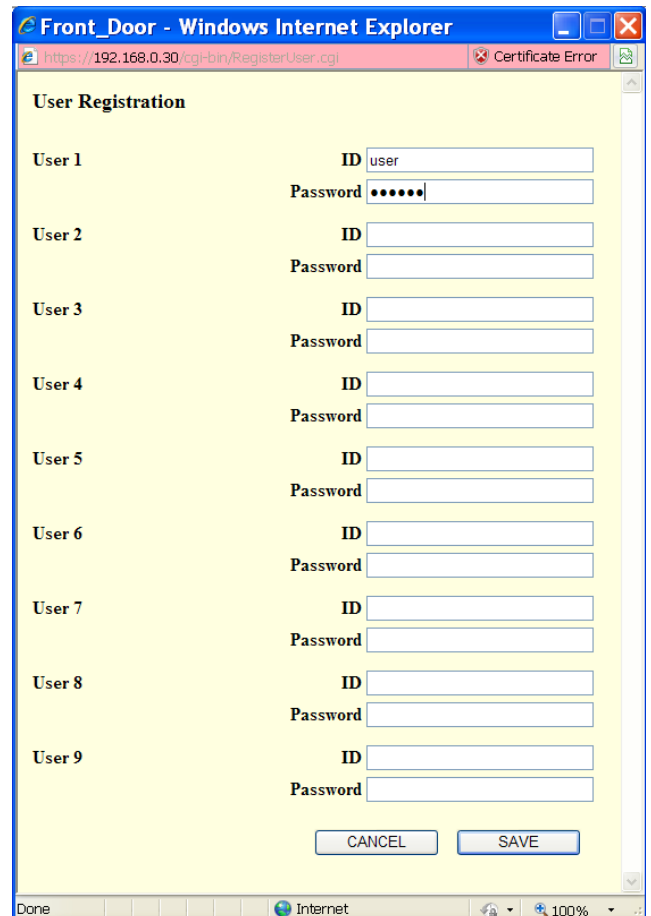 Front_Door - Windows Internet Explorer
https://192.168.0.30/cgi-bin/RegisterUser.cgi Certificate Error
User Registration
User 1 ID user
Password ••••••
User 2 ID
Password
User 3 ID
Password
User 4 ID
Password
User 5 ID
Password
User 6 ID
Password
User 7 ID
Password
User 8 ID
Password
User 9 ID
Password
CANCEL SAVE
Done Internet 100%